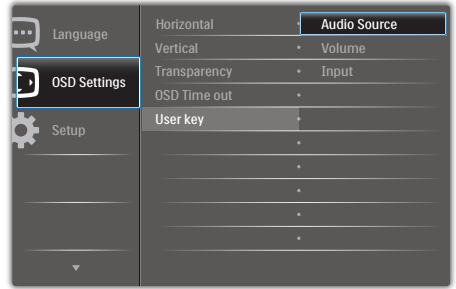 Language
OSD Settings
Setup
Horizontal
Vertical
Transparency
OSD Time out
User key
Audio Source
Volume
Input